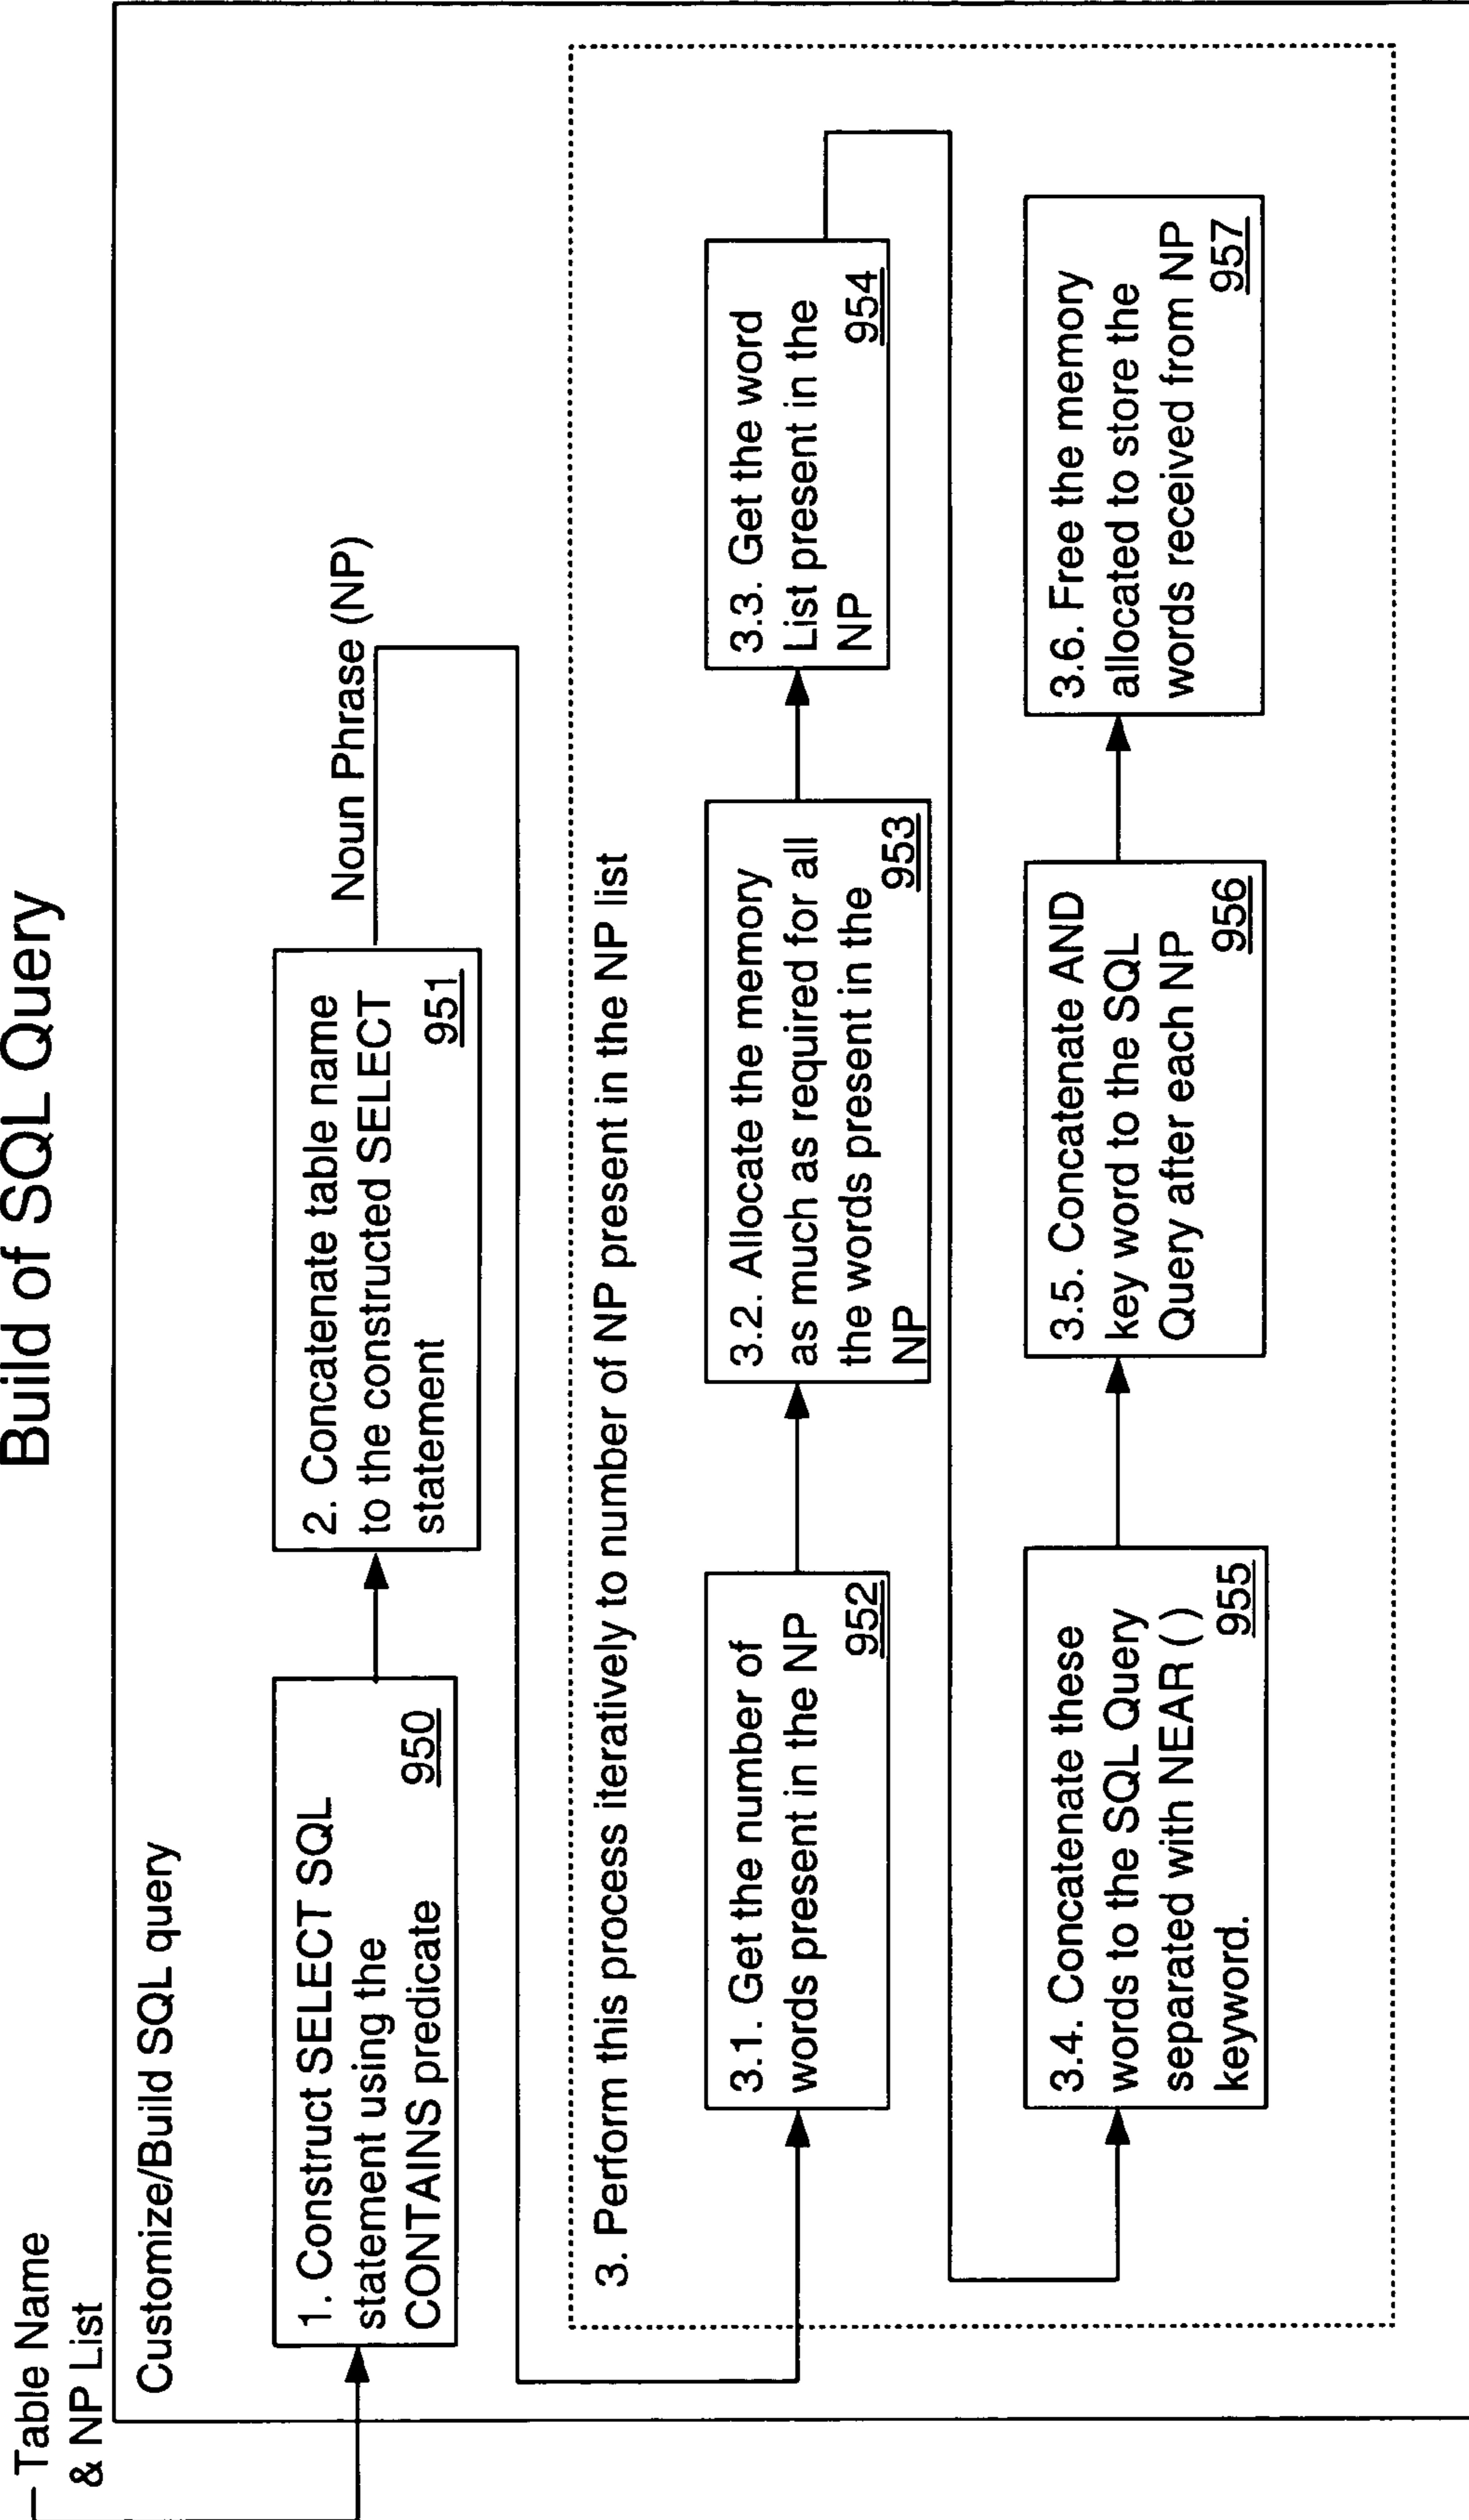 Build of SQL Query
Table Name
& NP List
Customize/Build SQL query
1. Construct SELECT SQL
statement using the
CONTAINS predicate
950
2. Concatenate table name
to the constructed SELECT
statement
951
Noun Phrase (NP)
3. Perform this process iteratively to number of NP present in the NP list
3.1. Get the number of
words present in the NP
952
3.2. Allocate the memory
as much as required for all
the words present in the
NP
953
3.3. Get the word
List present in the
NP
954
3.4. Concatenate these
words to the SQL Query
separated with NEAR ()
keyword.
955
3.5. Concatenate AND
key word to the SQL
Query after each NP
956
3.6. Free the memory
allocated to store the
words received from NP
957